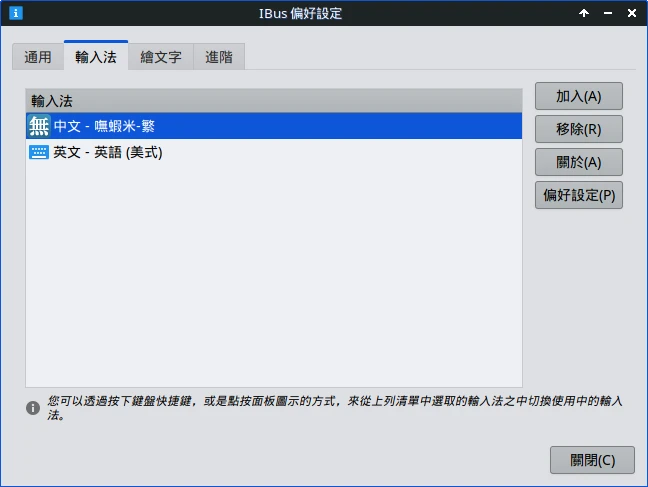 IBus 偏好設定
通用
輸入法
繪文字
進階
輸入法
無 中文 - 嘸蝦米-繁
英文 - 英語 (美式)
加入(A)
移除(R)
關於(A)
偏好設定(P)
您可以透過按下鍵盤快捷鍵，或是點按面板圖示的方式，來從上列清單中選取的輸入法之中切換使用中的輸入
法。
關閉(C)